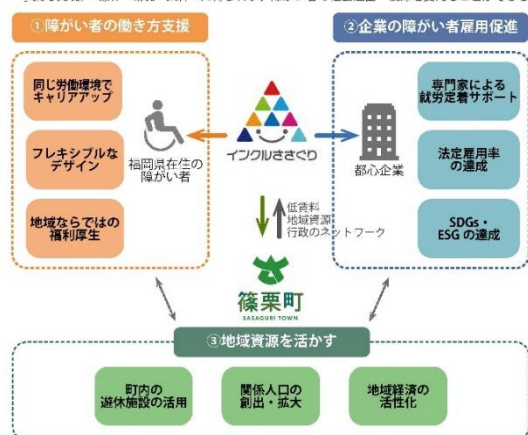 ①障がい者の働き方支援
同じ労働環境で
キャリアアップ
フレキシブルな
デザイン
地域ならではの
福利厚生
福岡県在住の
障がい者
インクルささぐり
都心企業
②企業の障がい者雇用促進
専門家による
就労定着サポート
法定雇用率
の達成
SDGs・
ESG の達成
低賃料
地域資源
行政のネットワーク
篠栗町
SASAGURI TOWN
③地域資源を活かす
町内の
遊休施設の活用
関係人口の
創出・拡大
地域経済の
活性化